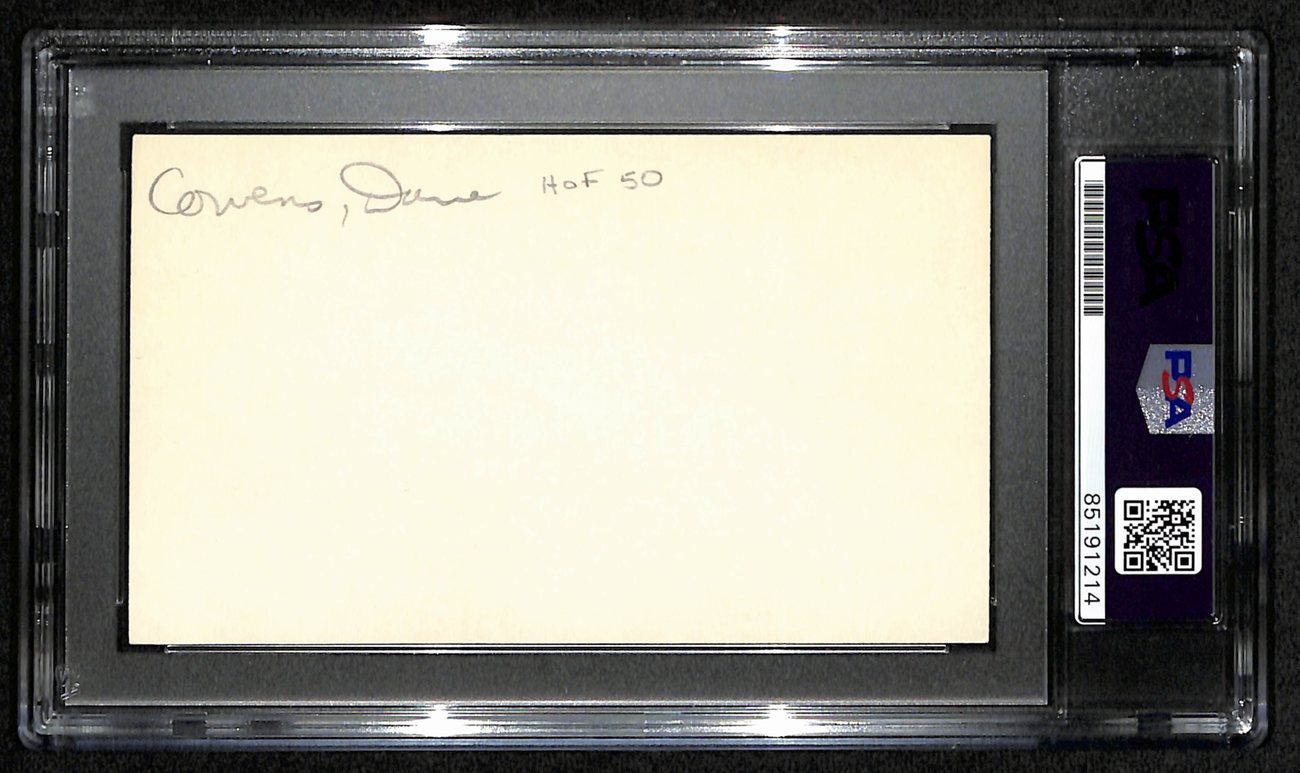 Cowens, Dave HoF 50
PSA
PSA
85191214